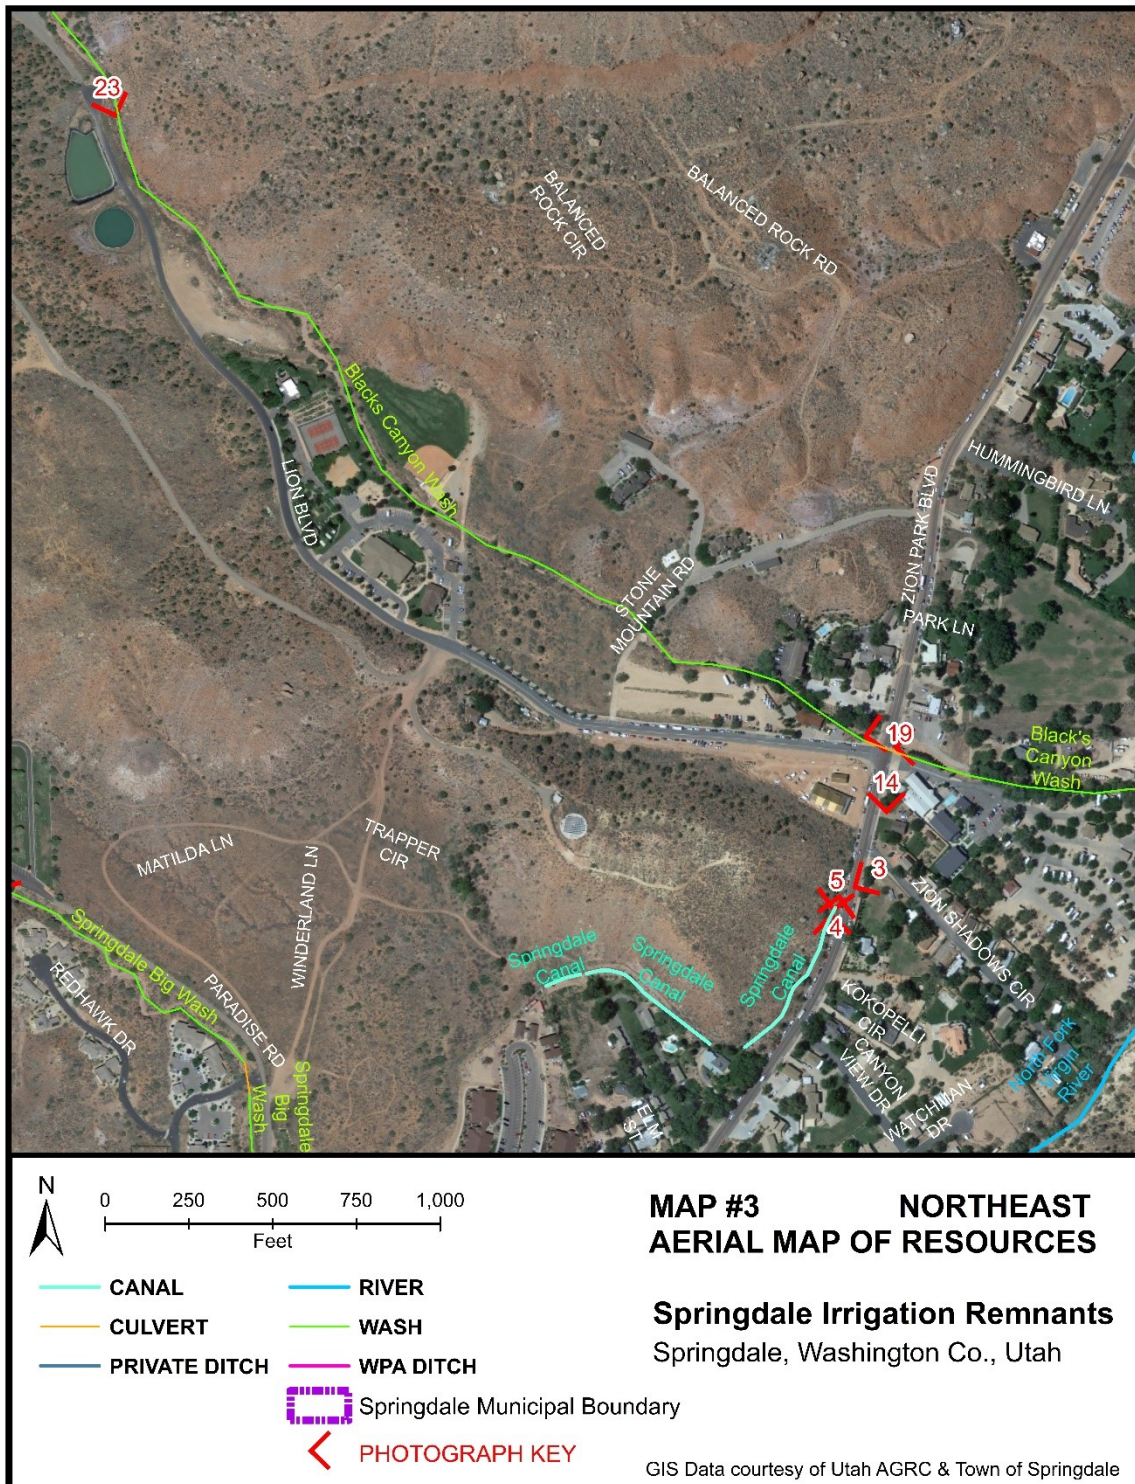 23
BALANCED
ROCK CIR
BALANCED ROCK RD
Blacks Canyon Wash
LION BLVD
HUMMINGBIRD LN
ZION PARK BLVD
STONE
MOUNTAIN RD
PARK LN
19
Black's
Canyon
Wash
14
MATILDA LN
TRAPPER
CIR
WINDERLAND LN
3
5
4
ZION SHADOWS CIR
Springdale
Canal
Springdale
Canal
Springdale
Canal
Springdale Big Wash
REDHAWK DR
PARADISE RD
KOKOPELLI
CIR
CANYON
VIEW DR
WATCHMAN
DR
North Fork
Virgin
River
Springdale
Big
Wash
ELM
ST
N
0 250 500 750 1,000
Feet
MAP #3 NORTHEAST
AERIAL MAP OF RESOURCES
Springdale Irrigation Remnants
Springdale, Washington Co., Utah
CANAL
RIVER
CULVERT
WASH
PRIVATE DITCH
WPA DITCH
Springdale Municipal Boundary
PHOTOGRAPH KEY
GIS Data courtesy of Utah AGRC & Town of Springdale